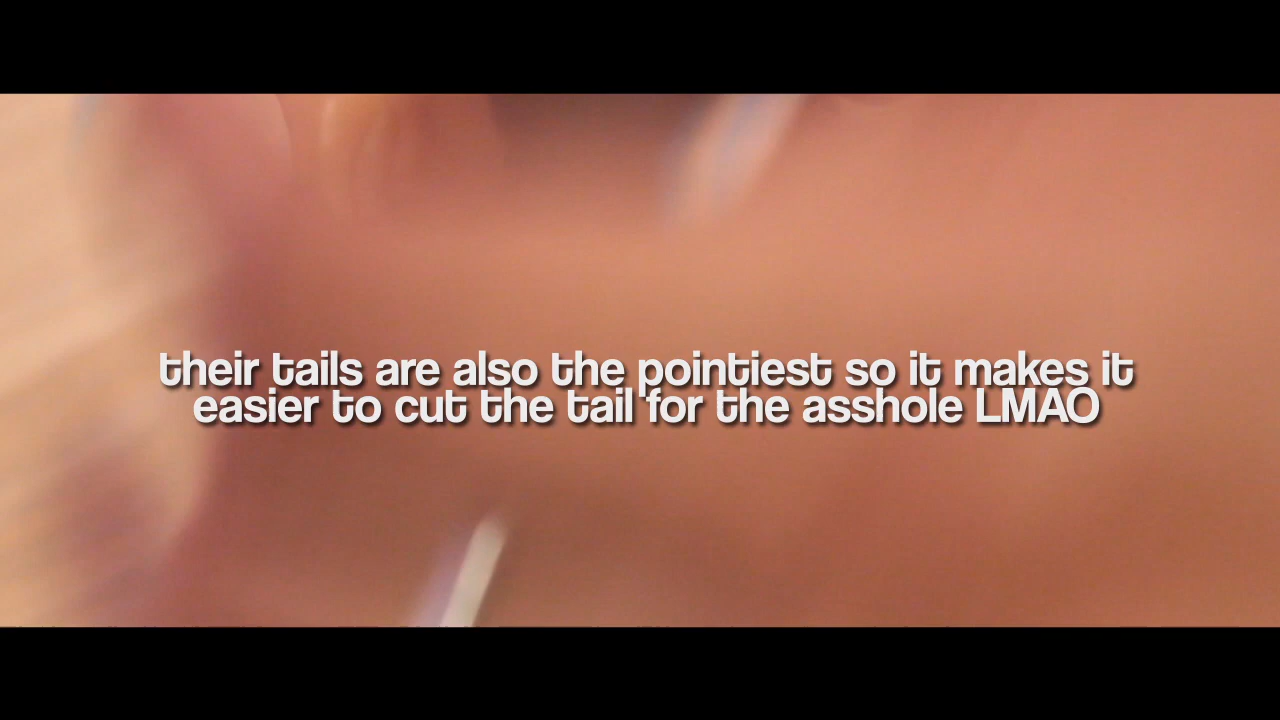 their tails are also the pointiest so it makes it
easier to cut the tail for the asshole LMAO